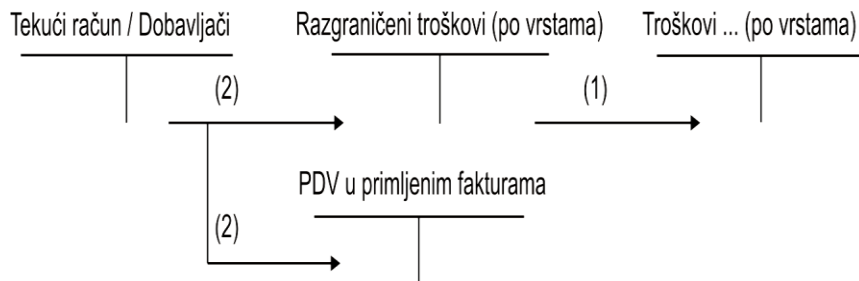 Tekući račun / Dobavljači
Razgraničeni troškovi (po vrstama)
Troškovi ... (po vrstama)
(2)
(1)
PDV u primljenim fakturama
(2)